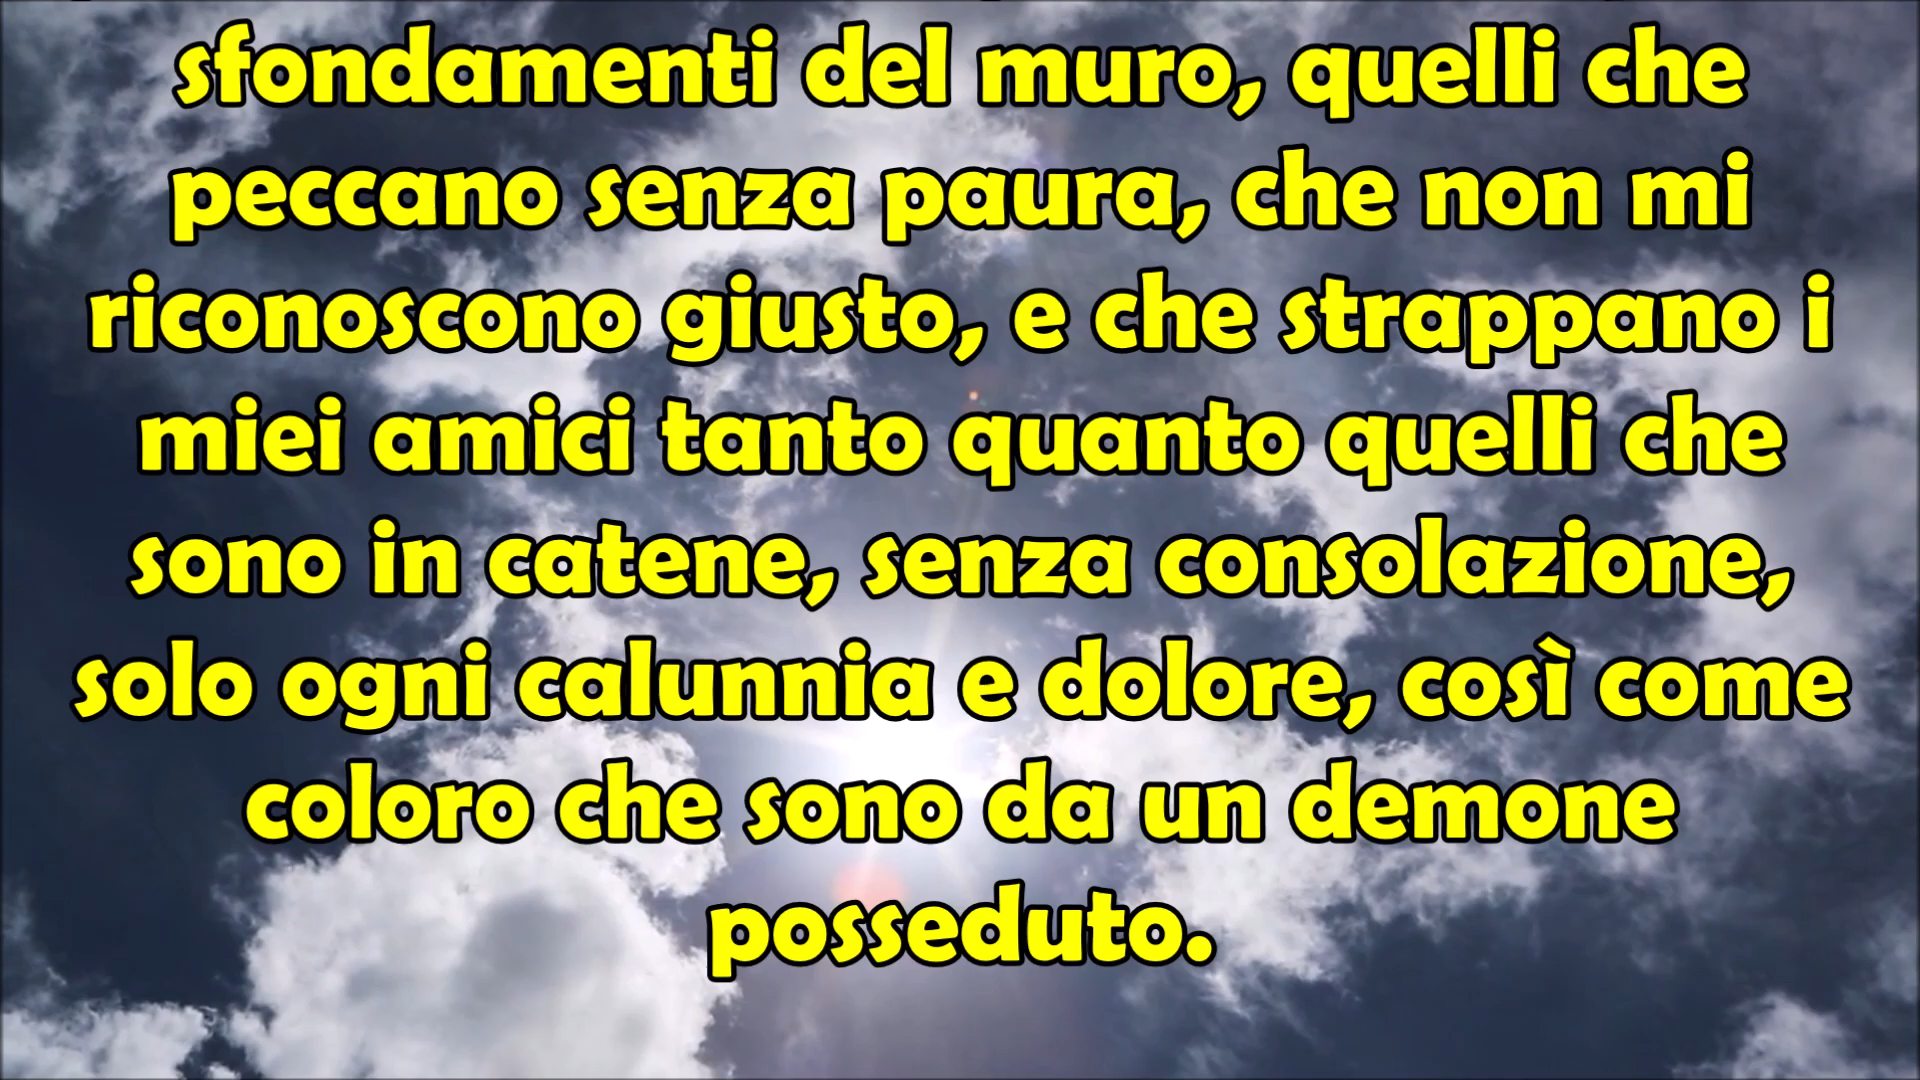 sfondamenti del muro, quelli che
peccano senza paura, che non mi
riconoscono giusto, e che strappano i
miei amici tanto quanto quelli che
sono in catene, senza consolazione,
solo ogni calunnia e dolore, così come
coloro che sono da un demone
posseduto.